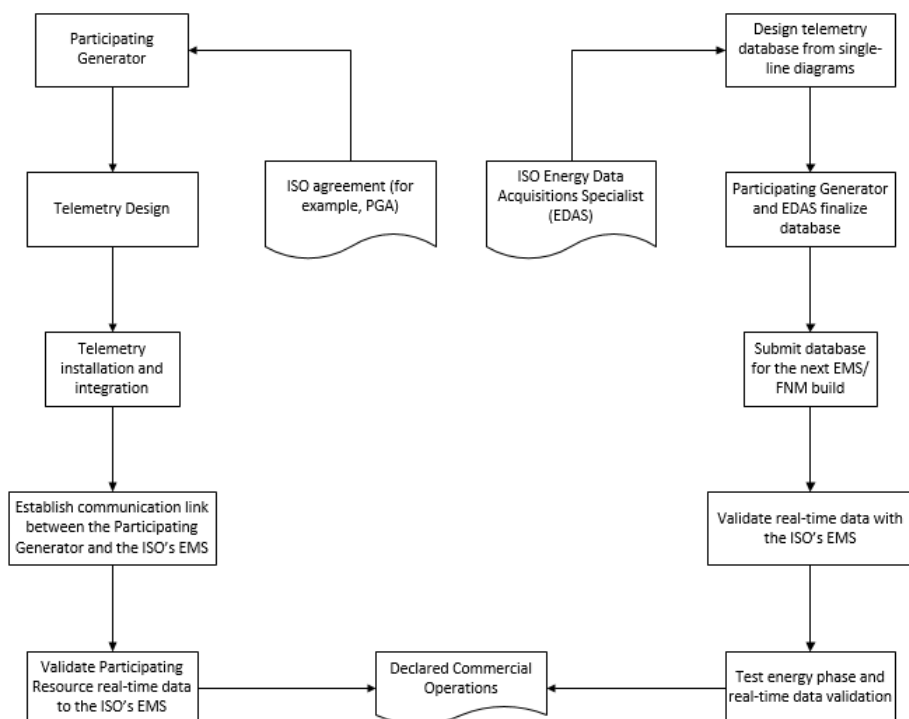 Participating
Generator
Design telemetry
database from single-
line diagrams
Telemetry Design
ISO agreement (for
example, PGA)
ISO Energy Data
Acquisitions Specialist
(EDAS)
Participating Generator
and EDAS finalize
database
Telemetry
installation and
integration
Submit database
for the next EMS/
FNM build
Establish communication link
between the Participating
Generator and the ISO's EMS
Validate real-time data with
the ISO's EMS
Validate Participating
Resource real-time data
to the ISO's EMS
Declared Commercial
Operations
Test energy phase and
real-time data validation